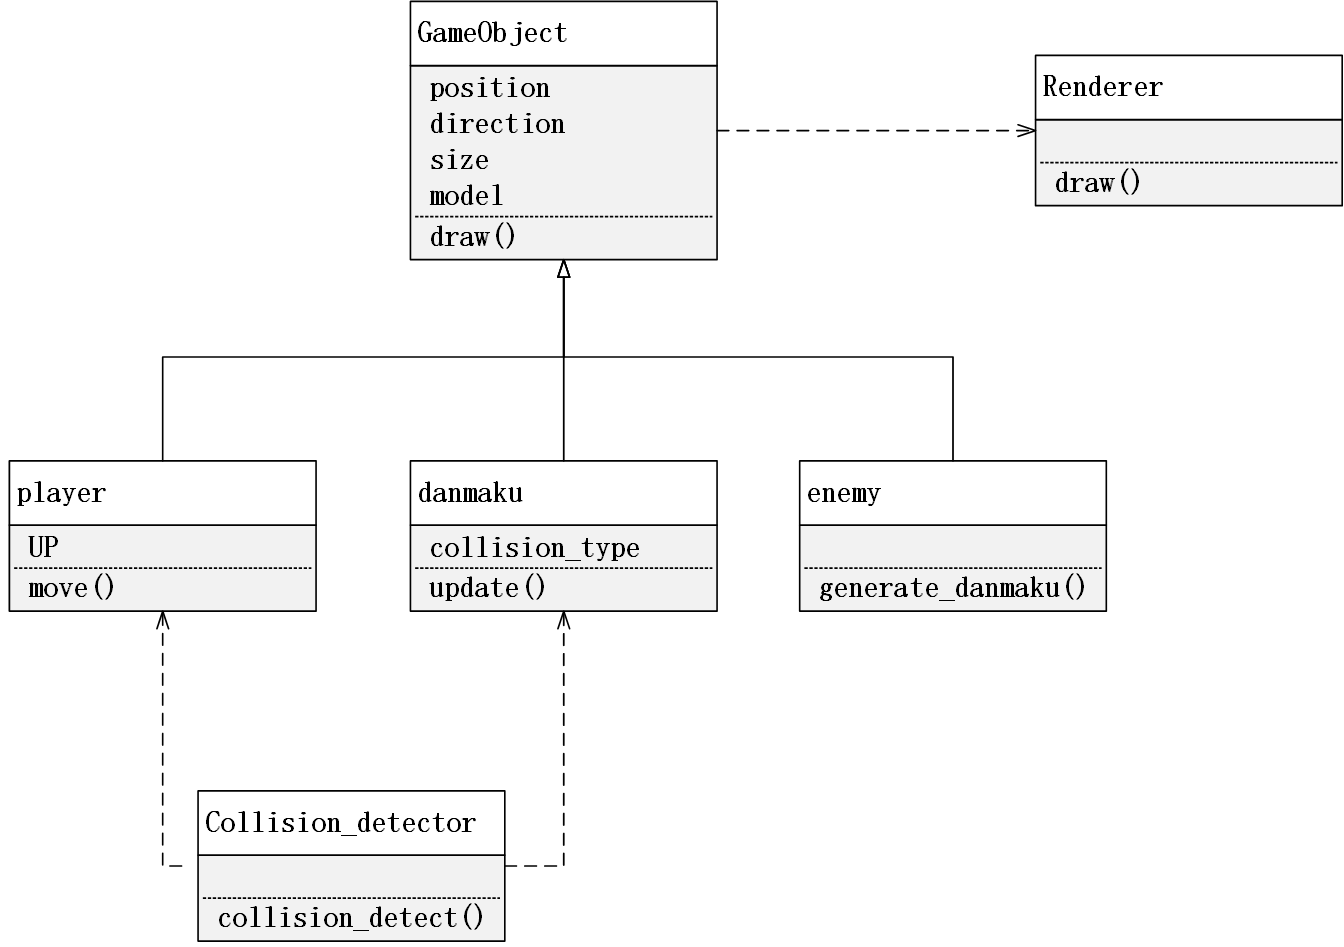 GameObject
position
direction
size
model
draw()
Renderer
draw()
player
UP
move()
danmaku
collision_type
update()
enemy
generate_danmaku()
Collision_detector
collision_detect()